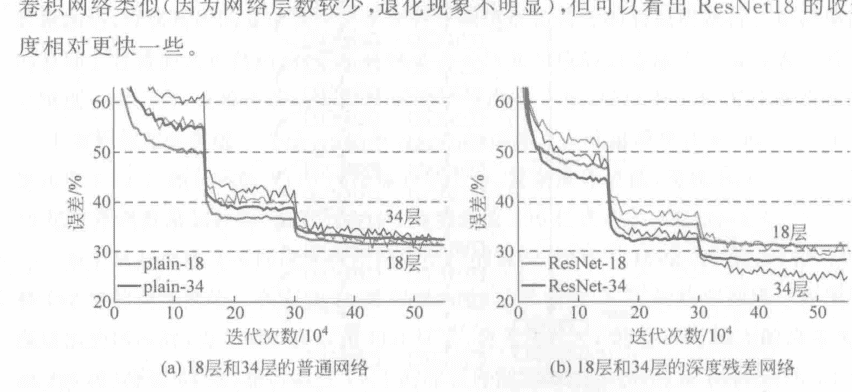 卷积网络类似(因为网络层数较少,退化现象不明显),但可以看出 ResNet18 的收
度相对更快一些。
60
50
40
30
20
误差/%
34层
18层
plain-18
plain-34
0 10 20 30 40 50
迭代次数/10⁴
(a) 18层和34层的普通网络
60
50
40
30
20
误差/%
18层
34层
ResNet-18
ResNet-34
0 10 20 30 40 50
迭代次数/10⁴
(b) 18层和34层的深度残差网络